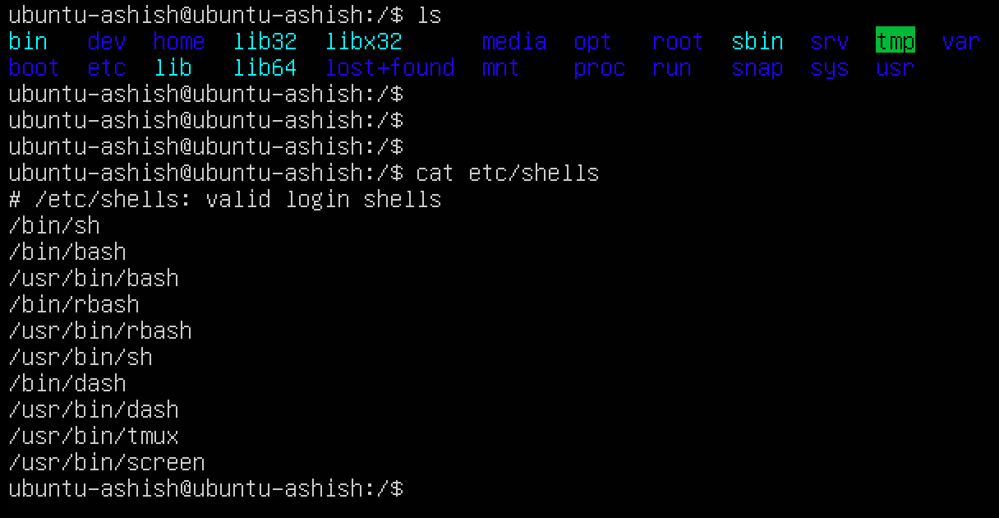 ubuntu-ashish@ubuntu-ashish:/$ ls
bin   dev  home  lib32  libx32      media  opt   root  sbin  srv  tmp  var
boot  etc  lib   lib64  lost+found  mnt    proc  run   snap  sys  usr
ubuntu-ashish@ubuntu-ashish:/$
ubuntu-ashish@ubuntu-ashish:/$
ubuntu-ashish@ubuntu-ashish:/$
ubuntu-ashish@ubuntu-ashish:/$ cat etc/shells
# /etc/shells: valid login shells
/bin/sh
/bin/bash
/usr/bin/bash
/bin/rbash
/usr/bin/rbash
/usr/bin/sh
/bin/dash
/usr/bin/dash
/usr/bin/tmux
/usr/bin/screen
ubuntu-ashish@ubuntu-ashish:/$